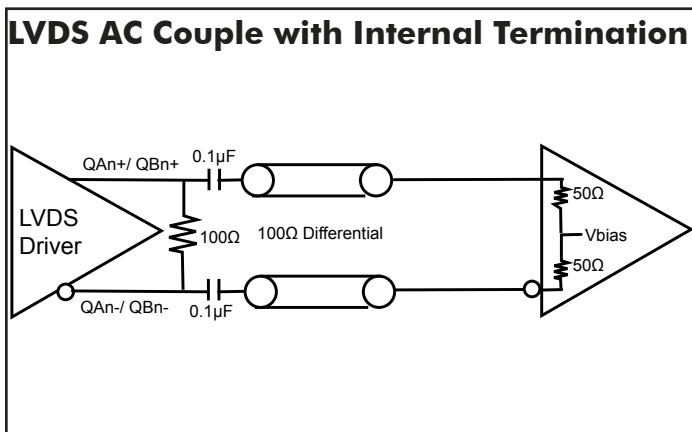 LVDS AC Couple with Internal Termination
QAn+/ QBn+
0.1µF
50Ω
LVDS
Driver
100Ω
100Ω Differential
Vbias
50Ω
QAn-/ QBn-
0.1µF